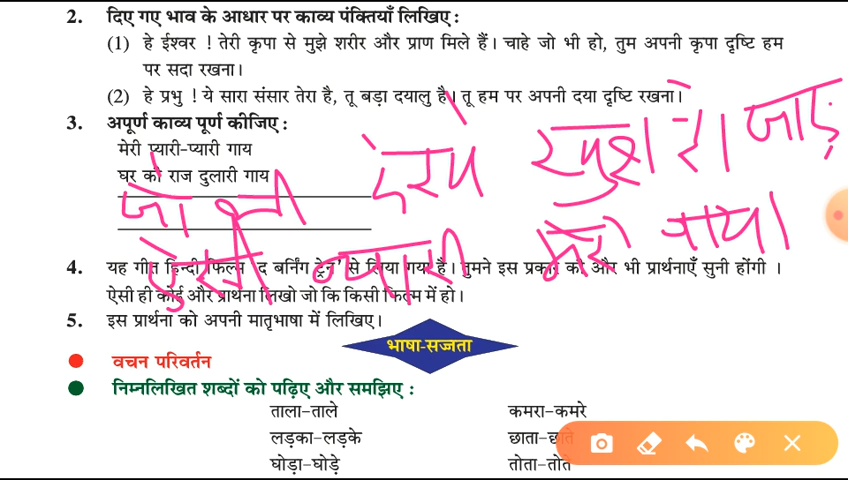 2. दिए गए भाव के आधार पर काव्य पंक्तियाँ लिखिए :
(1) हे ईश्वर ! तेरी कृपा से मुझे शरीर और प्राण मिले हैं। चाहे जो भी हो, तुम अपनी कृपा दृष्टि हम
पर सदा रखना।
(2) हे प्रभु ! ये सारा संसार तेरा है, तू बड़ा दयालु है। तू हम पर अपनी दया दृष्टि रखना।
3. अपूर्ण काव्य पूर्ण कीजिए :
मेरी प्यारी-प्यारी गाय
घर की राज दुलारी गाय
जो भी देखे खुश हो जाए
ऐसी न्यारी मेरी गाय।
4. यह गीत हिन्दी फिल्म 'द बर्निंग ट्रेन' से लिया गया है। तुमने इस प्रकार की और भी प्रार्थनाएँ सुनी होंगी ।
ऐसी ही कोई और प्रार्थना लिखो जो कि किसी फिल्म में हो।
5. इस प्रार्थना को अपनी मातृभाषा में लिखिए।
भाषा-सज्जता
वचन परिवर्तन
निम्नलिखित शब्दों को पढ़िए और समझिए :
ताला-ताले कमरा-कमरे
लड़का-लड़के छाता-छाते
घोड़ा-घोड़े तोता-तोते